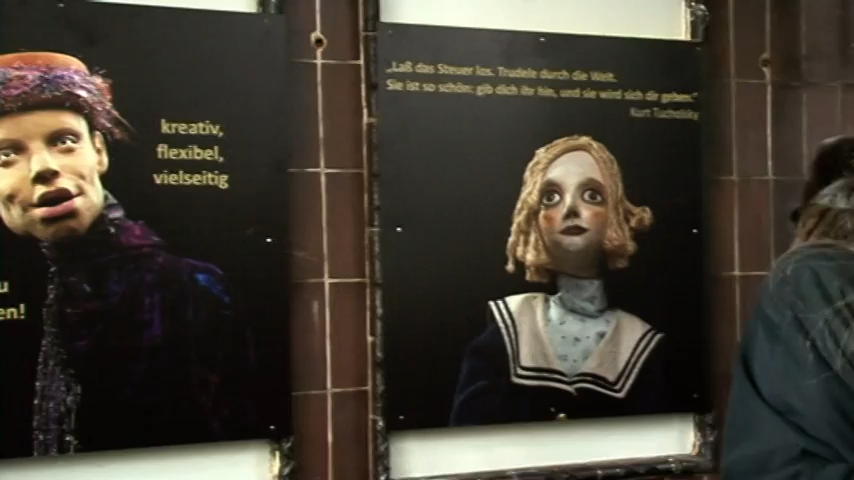 kreativ,
flexibel,
vielseitig
u
en!
„Laß das Steuer los. Trudele durch die Welt.
Sie ist so schön: gib dich ihr hin, und sie wird sich dir geben.“
Kurt Tucholsky